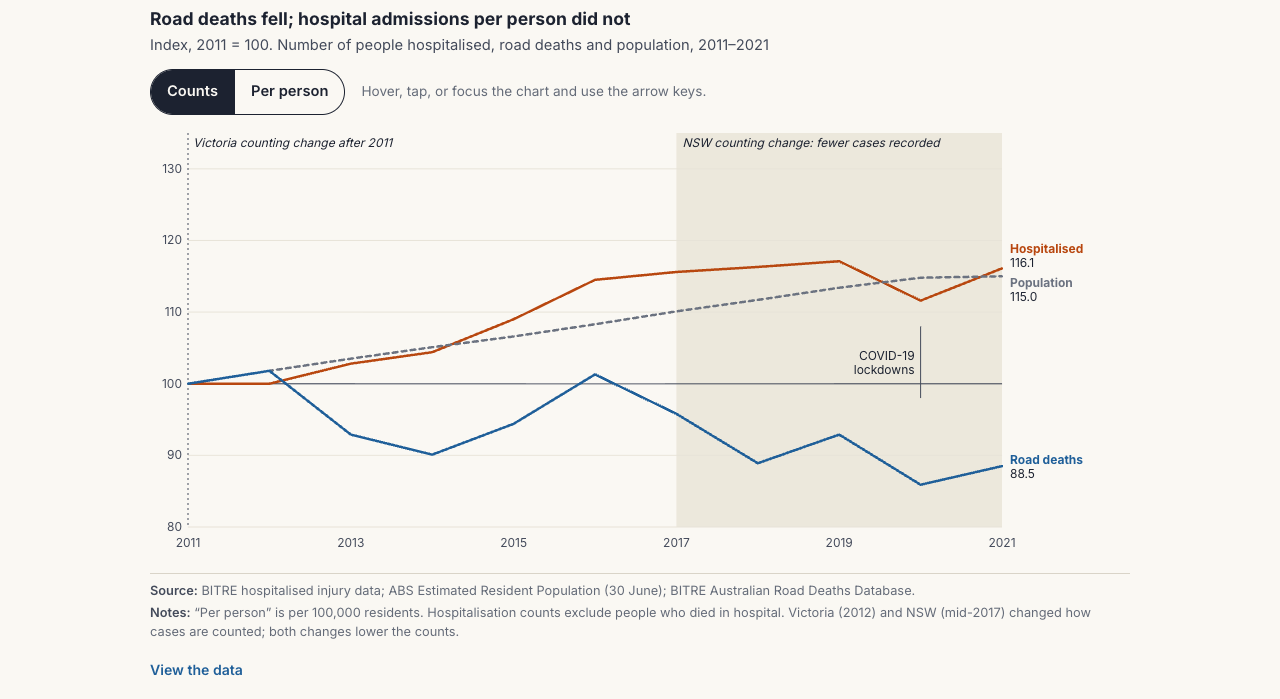 Road deaths fell; hospital admissions per person did not
Index, 2011 = 100. Number of people hospitalised, road deaths and population, 2011–2021
Counts
Per person
Hover, tap, or focus the chart and use the arrow keys.
Victoria counting change after 2011
NSW counting change: fewer cases recorded
130
120
110
100
90
80
Hospitalised
116.1
Population
115.0
COVID-19
lockdowns
Road deaths
88.5
2011
2013
2015
2017
2019
2021
Source: BITRE hospitalised injury data; ABS Estimated Resident Population (30 June); BITRE Australian Road Deaths Database.
Notes: “Per person” is per 100,000 residents. Hospitalisation counts exclude people who died in hospital. Victoria (2012) and NSW (mid-2017) changed how
cases are counted; both changes lower the counts.
View the data